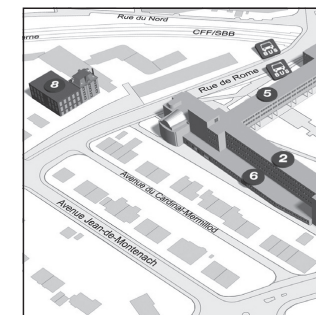 Rue du Nord
CFF/SBB
erne
BUS
Rue de Rome
BUS
8
5
2
6
Avenue du Cardinal-Mermillod
Avenue Jean-de-Montenach